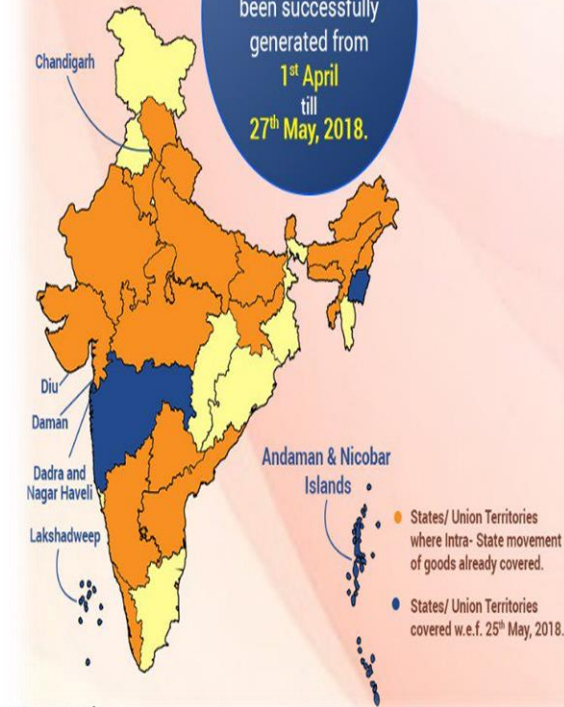 been successfully
generated from
1st April
till
27th May, 2018.
Chandigarh
Diu
Daman
Dadra and
Nagar Haveli
Lakshadweep
Andaman & Nicobar
Islands
States/ Union Territories
where Intra- State movement
of goods already covered.
States/ Union Territories
covered w.e.f. 25th May, 2018.